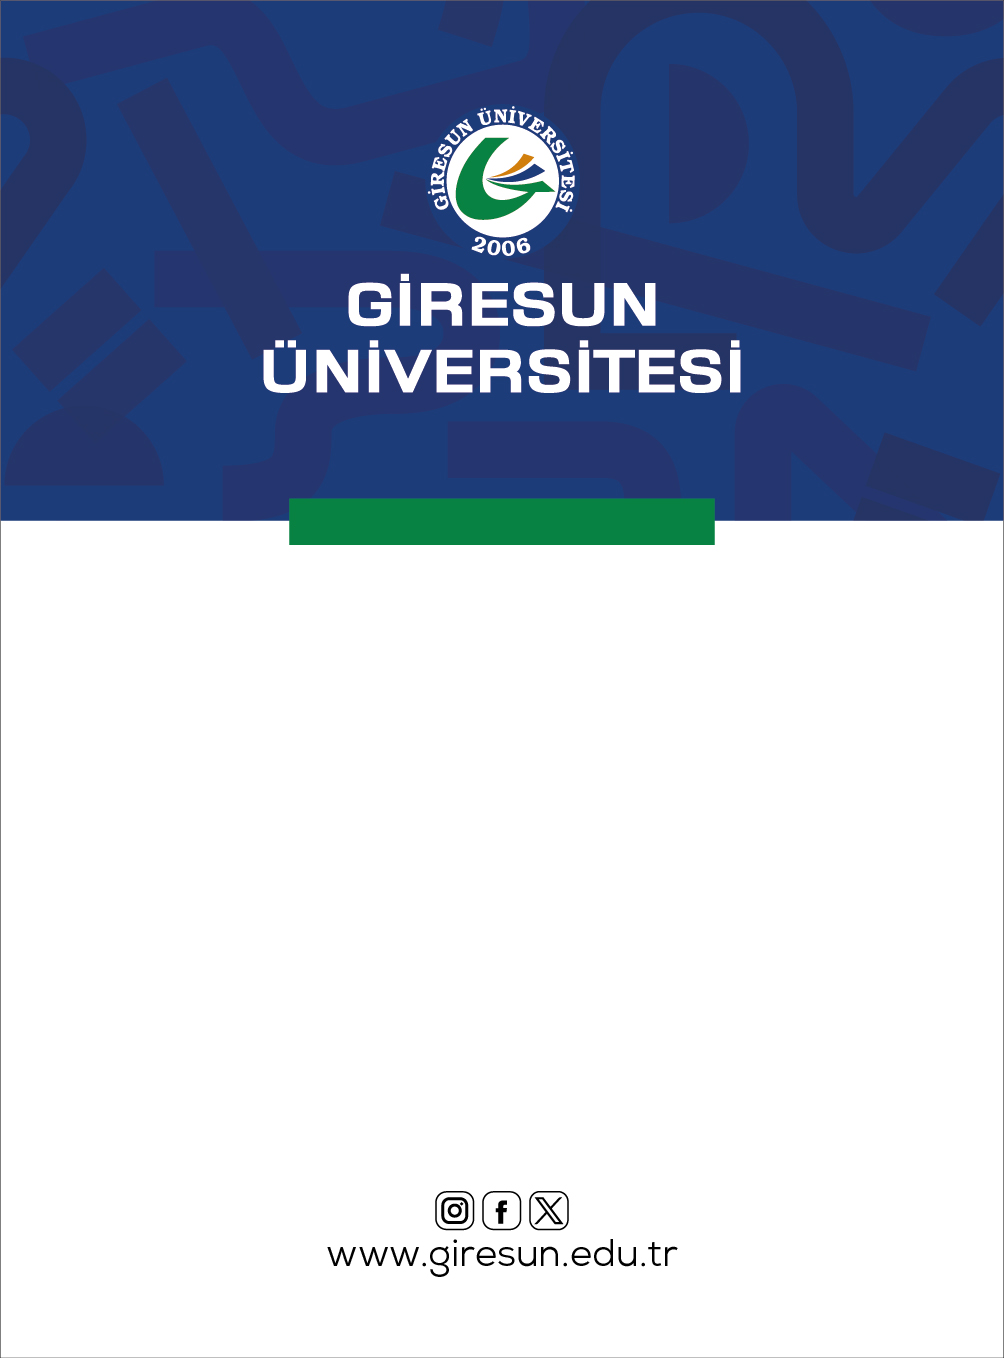 GİRESUN ÜNİVERSİTESİ
2006
GİRESUN
ÜNİVERSİTESİ
www.giresun.edu.tr